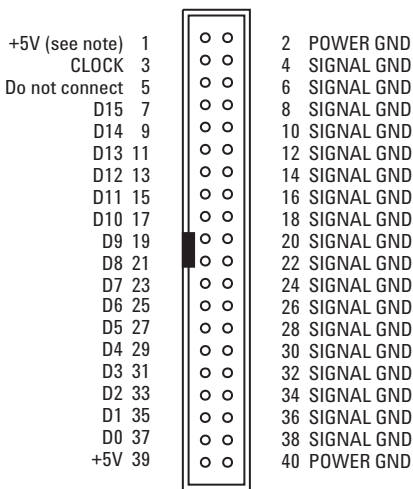 +5V (see note) 1 2 POWER GND
CLOCK 3 4 SIGNAL GND
Do not connect 5 6 SIGNAL GND
D15 7 8 SIGNAL GND
D14 9 10 SIGNAL GND
D13 11 12 SIGNAL GND
D12 13 14 SIGNAL GND
D11 15 16 SIGNAL GND
D10 17 18 SIGNAL GND
D9 19 20 SIGNAL GND
D8 21 22 SIGNAL GND
D7 23 24 SIGNAL GND
D6 25 26 SIGNAL GND
D5 27 28 SIGNAL GND
D4 29 30 SIGNAL GND
D3 31 32 SIGNAL GND
D2 33 34 SIGNAL GND
D1 35 36 SIGNAL GND
D0 37 38 SIGNAL GND
+5V 39 40 POWER GND